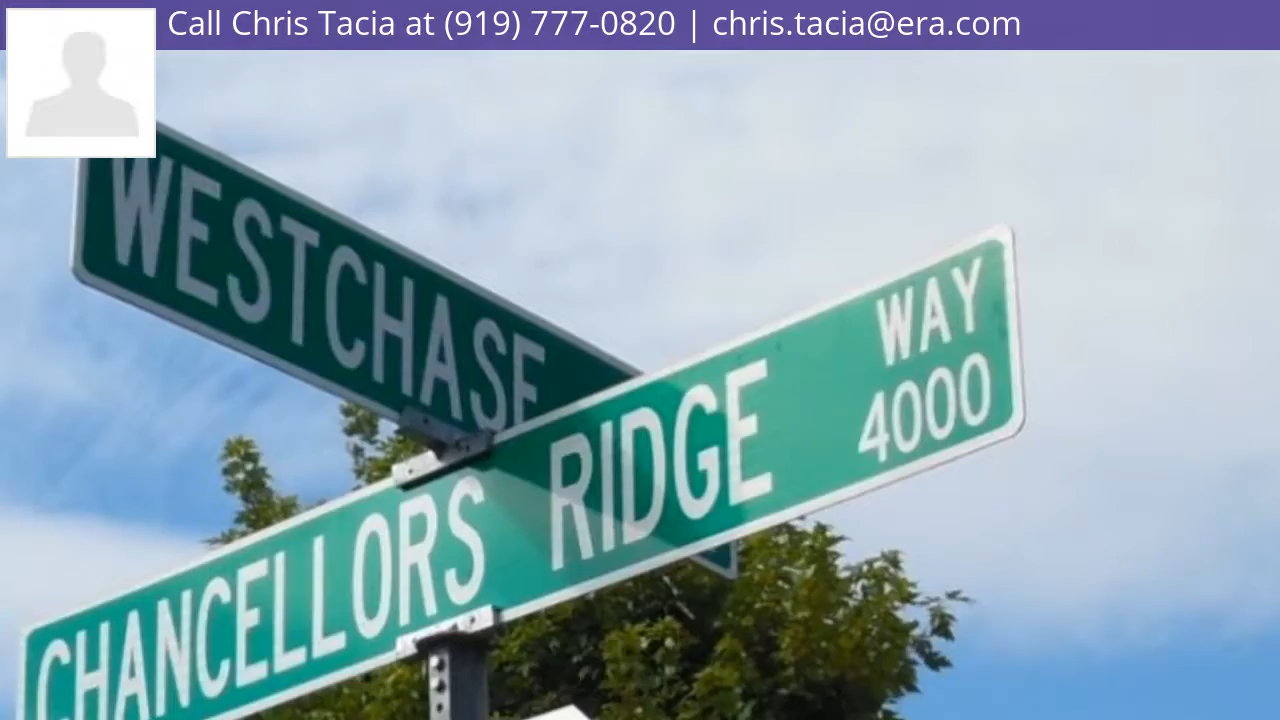 Call Chris Tacia at (919) 777-0820 | chris.tacia@era.com
WESTCHASE
CHANCELLORS RIDGE WAY
4000